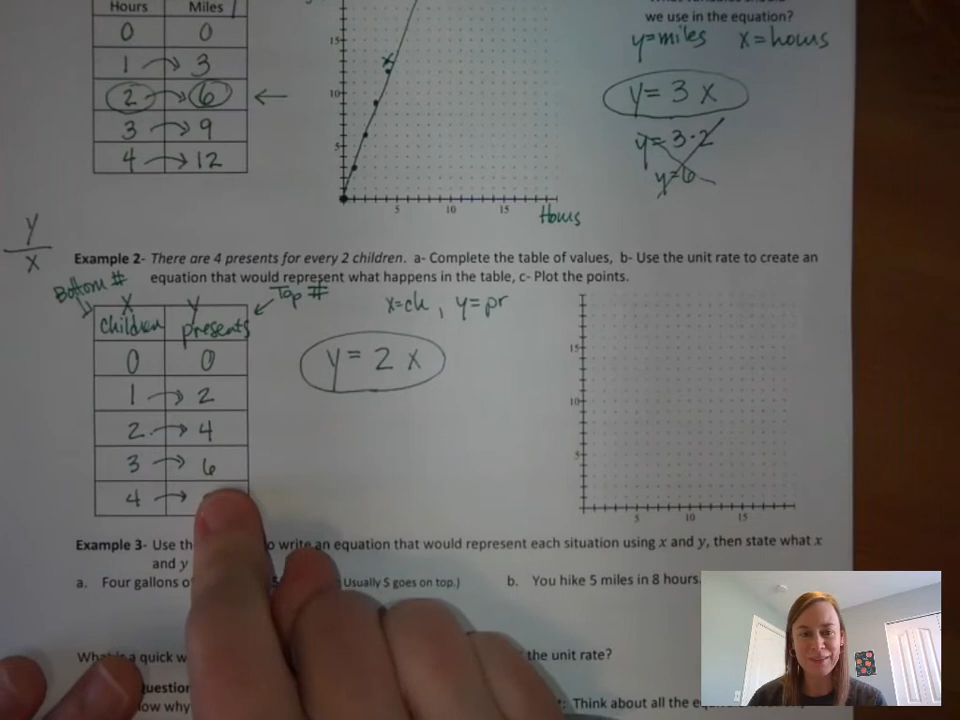 Hours Miles
0 0
1 3
2 6
3 9
4 12
15
10
5
5 10 15 Hours
we use in the equation?
y=miles x=hours
y= 3 x
y=3·2
y=6
y
x
Example 2- There are 4 presents for every 2 children. a- Complete the table of values, b- Use the unit rate to create an
equation that would represent what happens in the table, c- Plot the points.
Bottom # Top #
x y
children presents
0 0
1 2
2 4
3 6
4
x=ch, y=pr
y= 2 x
15
10
5
5 10 15
Example 3- Use th o write an equation that would represent each situation using x and y, then state what x
and y
a. Four gallons o Usually $ goes on top.) b. You hike 5 miles in 8 hours.
a quick w the unit rate?
uestion : Think about all the e
ow why